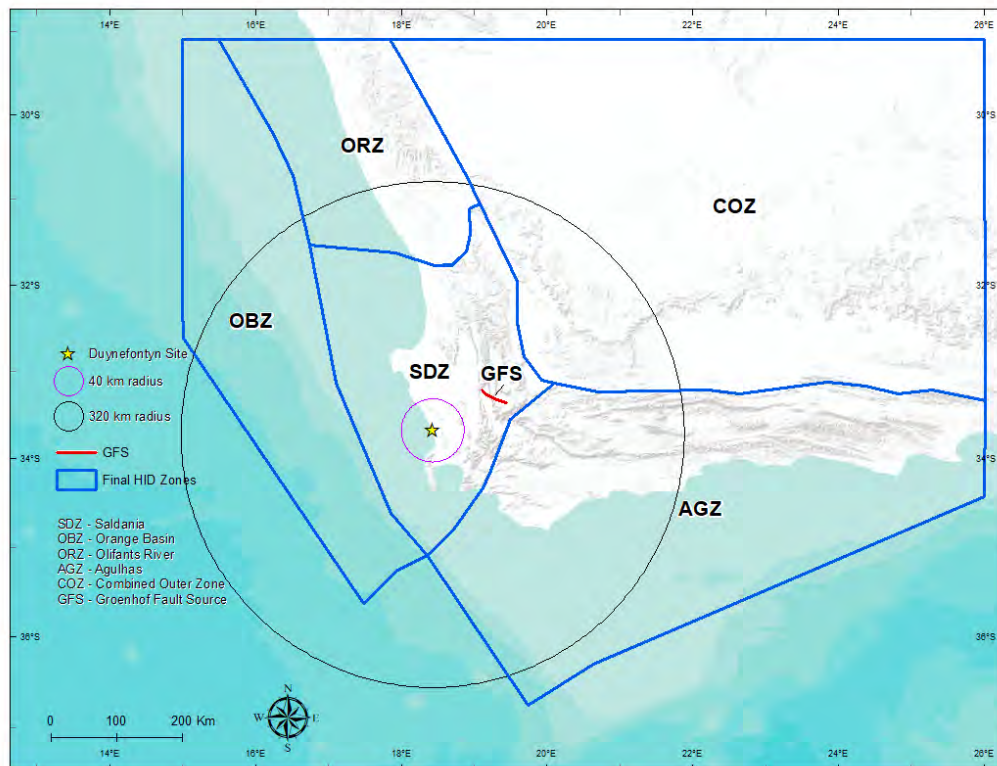 14°E 16°E 18°E 20°E 22°E 24°E 26°E
30°S 30°S
ORZ
COZ
32°S 32°S
OBZ
Duynefontyn Site
SDZ GFS
40 km radius
320 km radius
GFS
34°S 34°S
Final HID Zones
AGZ
SDZ - Saldania
OBZ - Orange Basin
ORZ - Olifants River
AGZ - Agulhas
COZ - Combined Outer Zone
GFS - Groenhof Fault Source
36°S 36°S
N
W E
S
0 100 200 Km
14°E 16°E 18°E 20°E 22°E 24°E 26°E